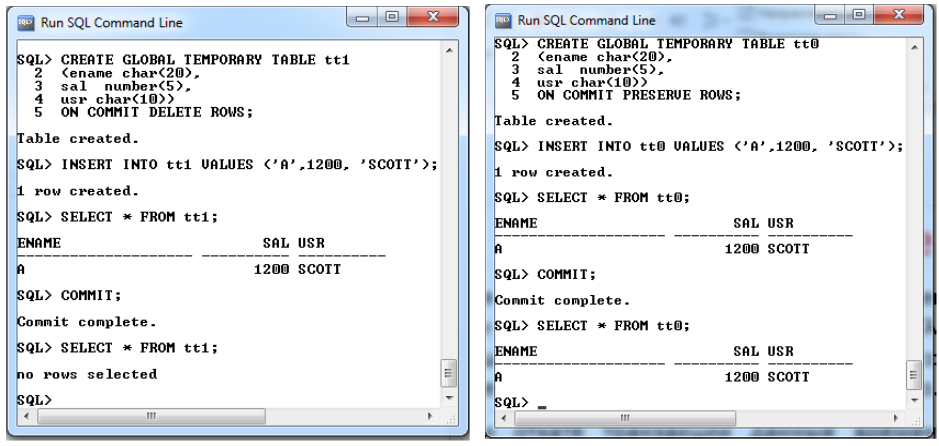 Run SQL Command Line
SQL> CREATE GLOBAL TEMPORARY TABLE tt1
2 (ename char(20),
3 sal number(5),
4 usr char(10))
5 ON COMMIT DELETE ROWS;
Table created.
SQL> INSERT INTO tt1 VALUES ('A',1200, 'SCOTT');
1 row created.
SQL> SELECT * FROM tt1;
ENAME SAL USR
-------------------- ---------- ----------
A 1200 SCOTT
SQL> COMMIT;
Commit complete.
SQL> SELECT * FROM tt1;
no rows selected
SQL>
Run SQL Command Line
SQL> CREATE GLOBAL TEMPORARY TABLE tt0
2 (ename char(20),
3 sal number(5),
4 usr char(10))
5 ON COMMIT PRESERVE ROWS;
Table created.
SQL> INSERT INTO tt0 VALUES ('A',1200, 'SCOTT');
1 row created.
SQL> SELECT * FROM tt0;
ENAME SAL USR
-------------------- ---------- ----------
A 1200 SCOTT
SQL> COMMIT;
Commit complete.
SQL> SELECT * FROM tt0;
ENAME SAL USR
-------------------- ---------- ----------
A 1200 SCOTT
SQL> _